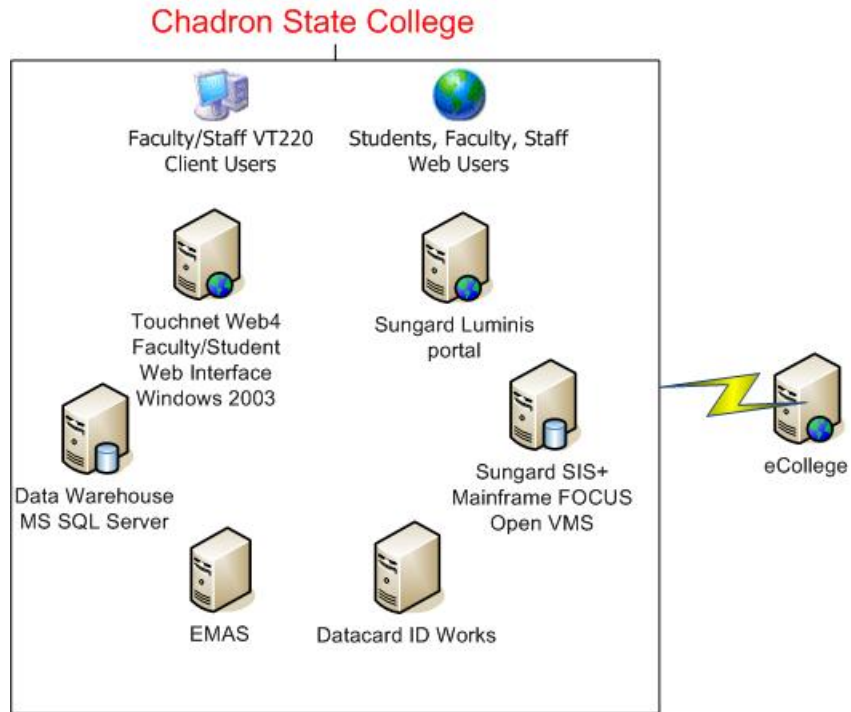 Chadron State College
Faculty/Staff VT220
Client Users
Students, Faculty, Staff
Web Users
Touchnet Web4
Faculty/Student
Web Interface
Windows 2003
Sungard Luminis
portal
Data Warehouse
MS SQL Server
Sungard SIS+
Mainframe FOCUS
Open VMS
eCollege
EMAS
Datacard ID Works